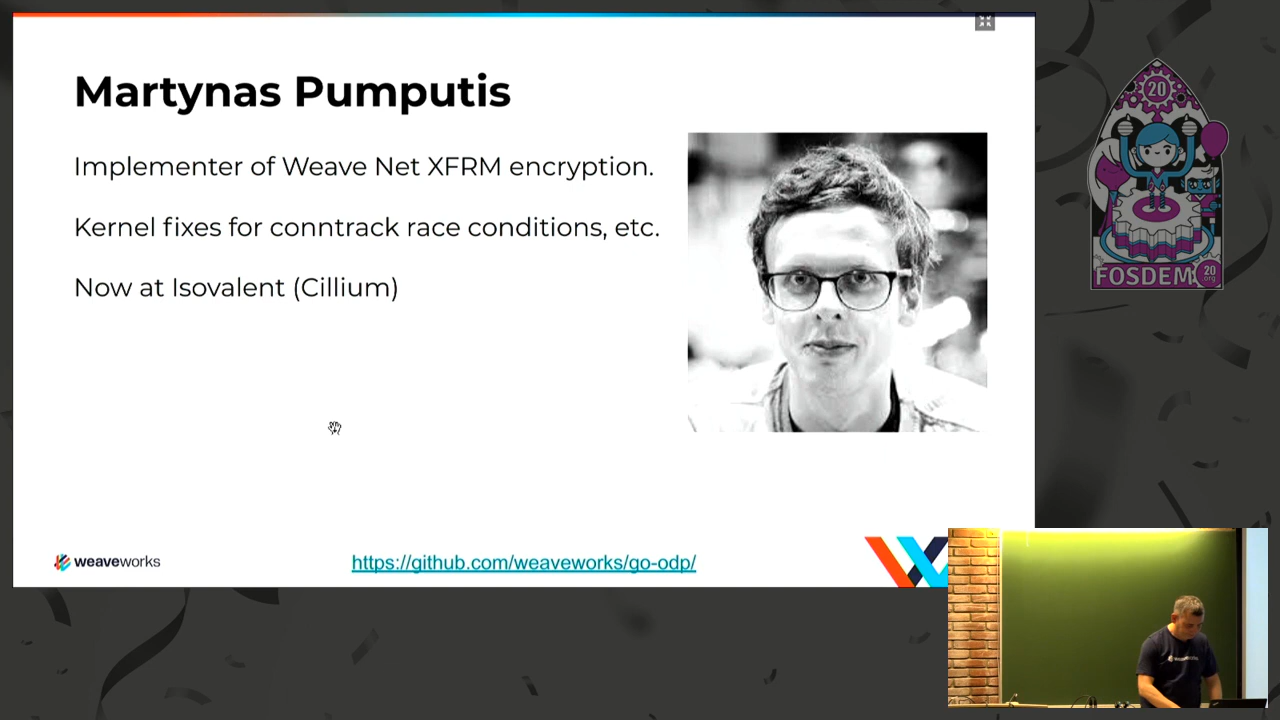 Martynas Pumputis
Implementer of Weave Net XFRM encryption.
Kernel fixes for conntrack race conditions, etc.
Now at Isovalent (Cillium)
weaveworks
https://github.com/weaveworks/go-odp/
20
FOSDEM
20
.org